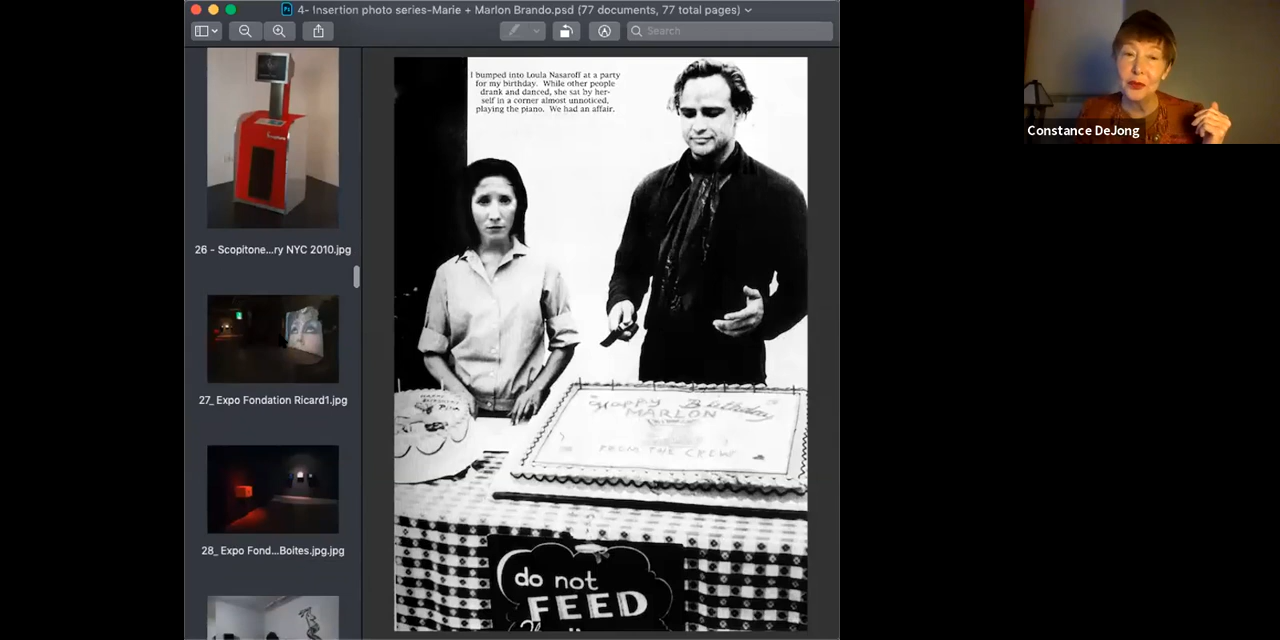 4- Insertion photo series-Marie + Marlon Brando.psd (77 documents, 77 total pages)
Search
26 - Scopitone...ry NYC 2010.jpg
27_ Expo Fondation Ricard1.jpg
28_ Expo Fond...Boites.jpg.jpg
I bumped into Loula Nasaroff at a party
for my birthday. While other people
drank and danced, she sat by her-
self in a corner almost unnoticed,
playing the piano. We had an affair.
Happy Birthday
MARLON
FROM THE CREW
do not
FEED
Constance DeJong